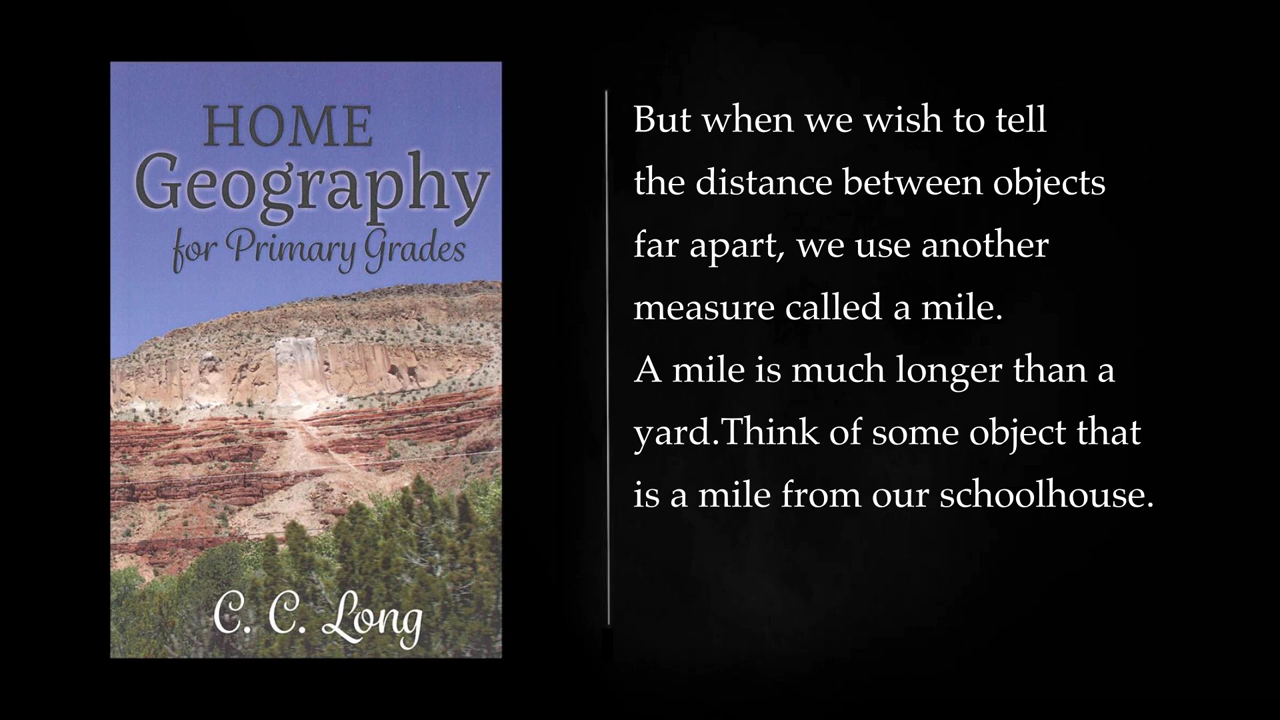 HOME
Geography
for Primary Grades
C. C. Long
But when we wish to tell
the distance between objects
far apart, we use another
measure called a mile.
A mile is much longer than a
yard.Think of some object that
is a mile from our schoolhouse.